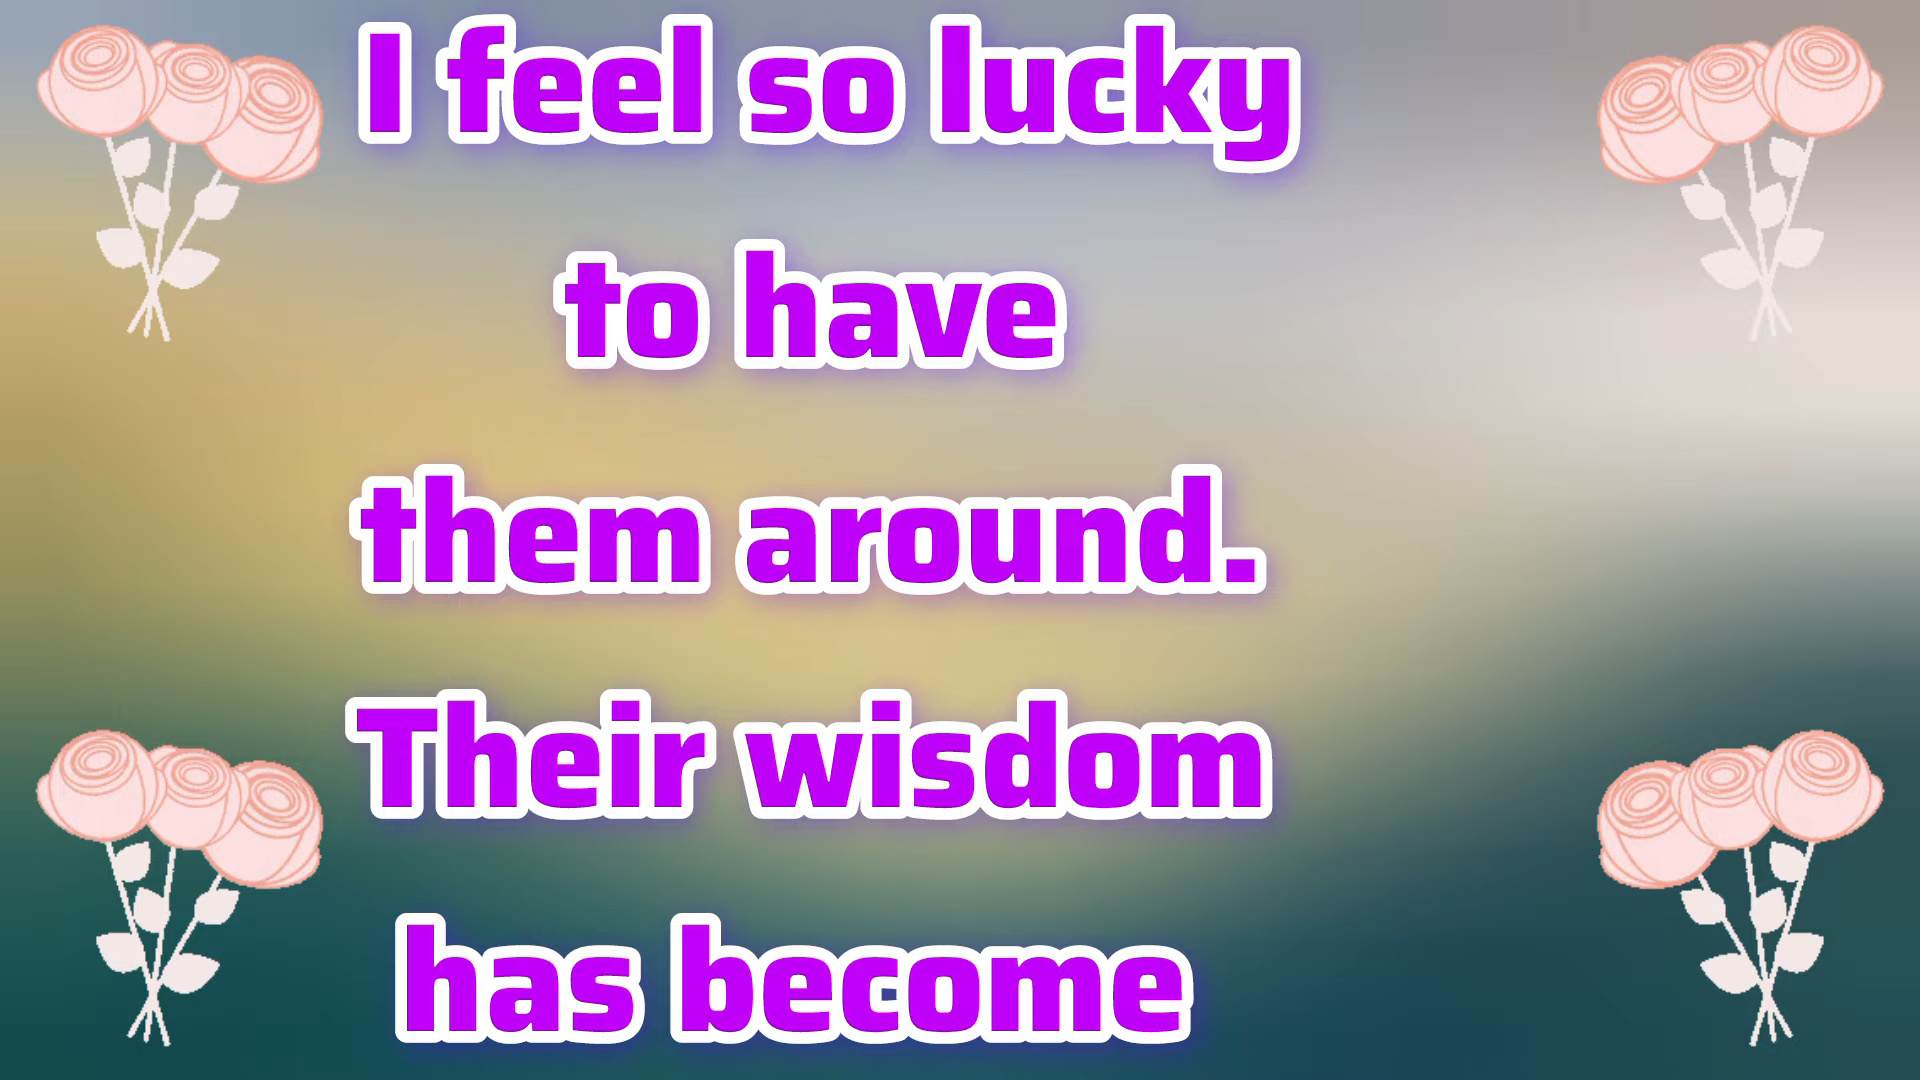 I feel so lucky
to have
them around.
Their wisdom
has become